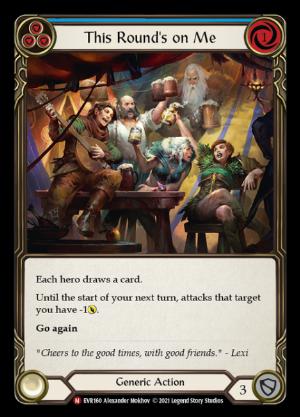 This Round's on Me
1
Each hero draws a card.
Until the start of your next turn, attacks that target
you have -1
Go again
"Cheers to the good times, with good friends." - Lexi
Generic Action
3
M EVR160 Alexander Mokhov © 2021 Legend Story Studios